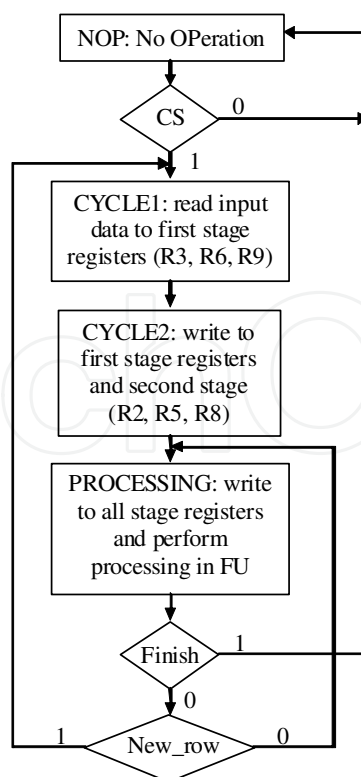 NOP: No OPeration
CS
0
1
CYCLE1: read input
data to first stage
registers (R3, R6, R9)
CYCLE2: write to
first stage registers
and second stage
(R2, R5, R8)
PROCESSING: write
to all stage registers
and perform
processing in FU
Finish
1
0
1
New_row
0